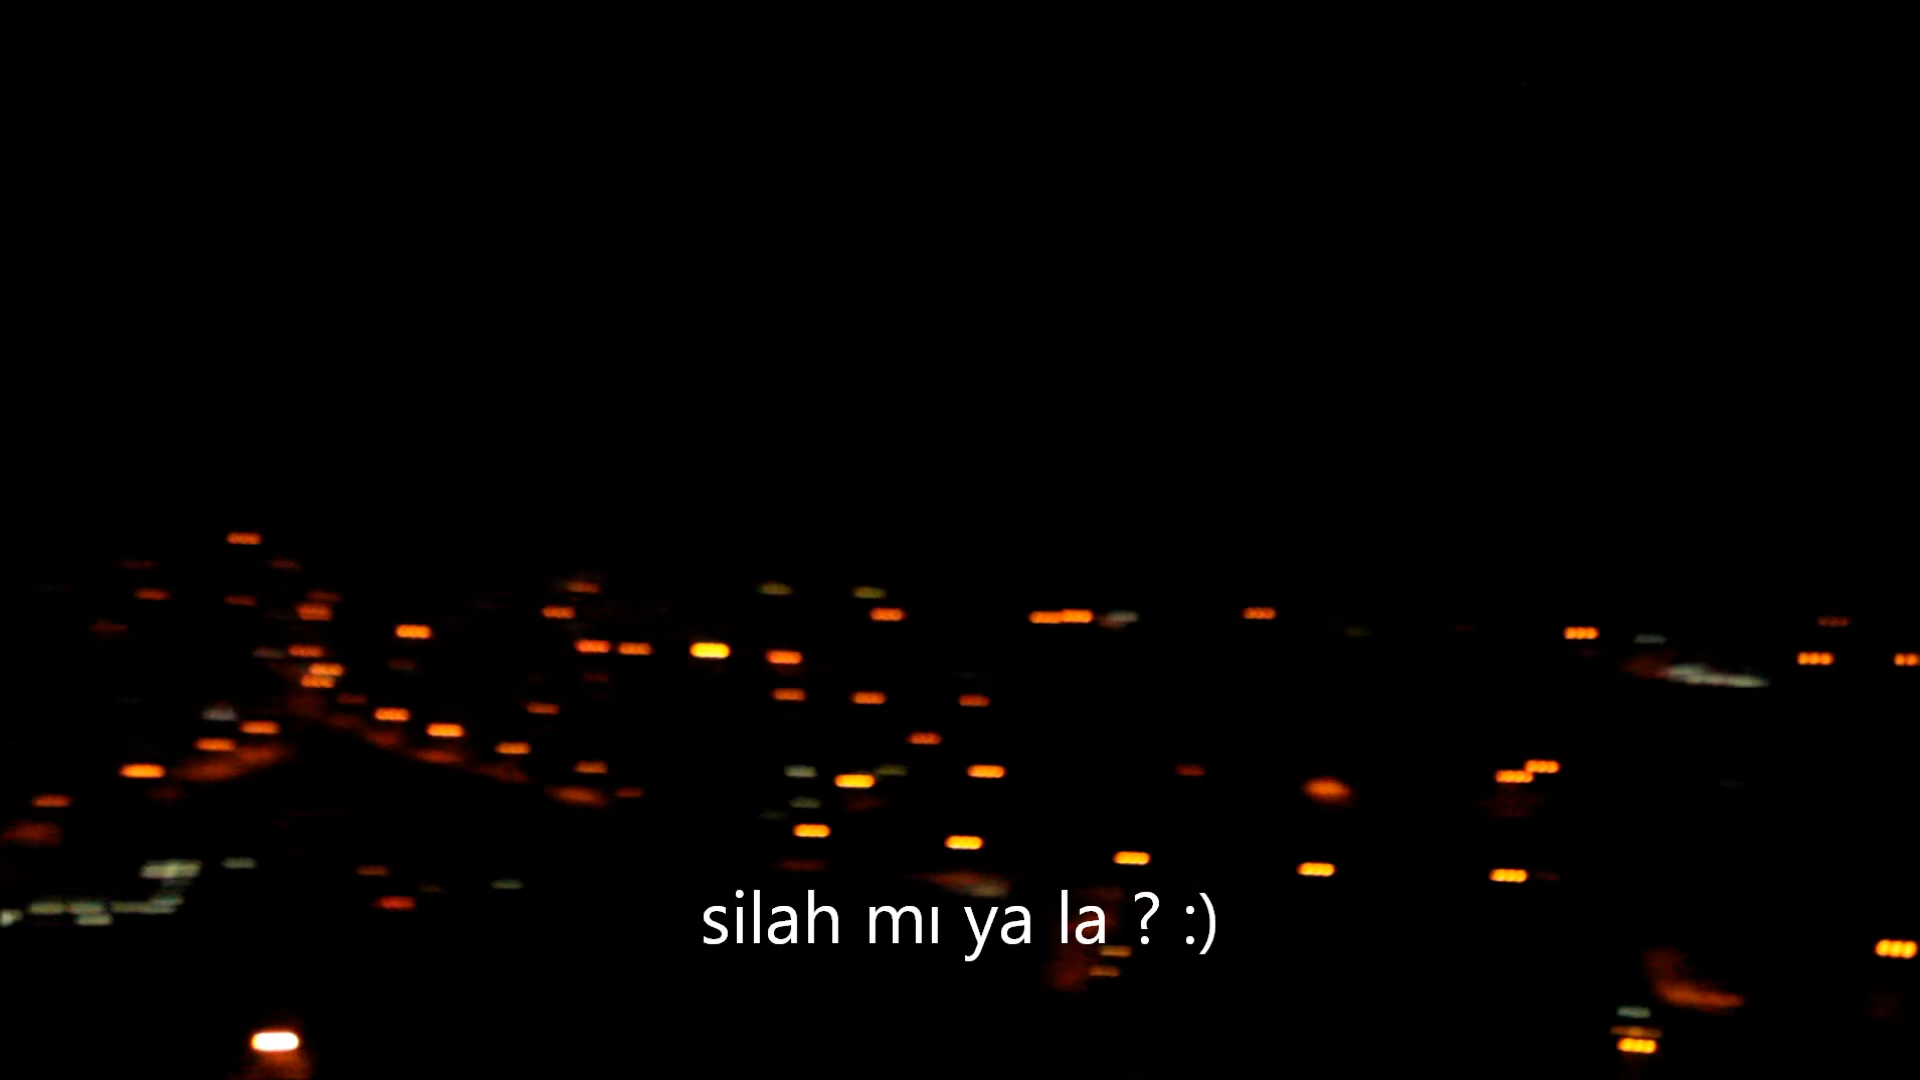 silah mı ya la ? :)